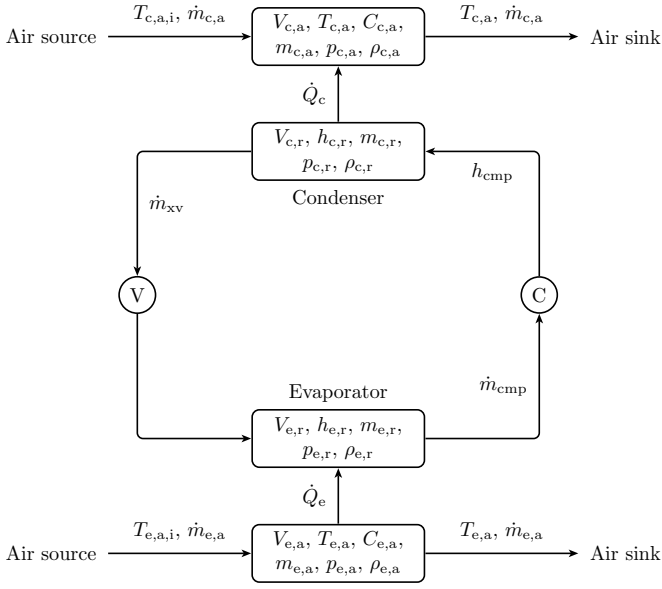 T_{c,a,i}, ṁ_{c,a}
T_{c,a}, ṁ_{c,a}
Air source
V_{c,a}, T_{c,a}, C_{c,a},
m_{c,a}, p_{c,a}, ρ_{c,a}
Air sink
Q̇_c
V_{c,r}, h_{c,r}, m_{c,r},
p_{c,r}, ρ_{c,r}
Condenser
h_{cmp}
ṁ_{xv}
V
C
Evaporator
ṁ_{cmp}
V_{e,r}, h_{e,r}, m_{e,r},
p_{e,r}, ρ_{e,r}
Q̇_e
T_{e,a,i}, ṁ_{e,a}
T_{e,a}, ṁ_{e,a}
Air source
V_{e,a}, T_{e,a}, C_{e,a},
m_{e,a}, p_{e,a}, ρ_{e,a}
Air sink